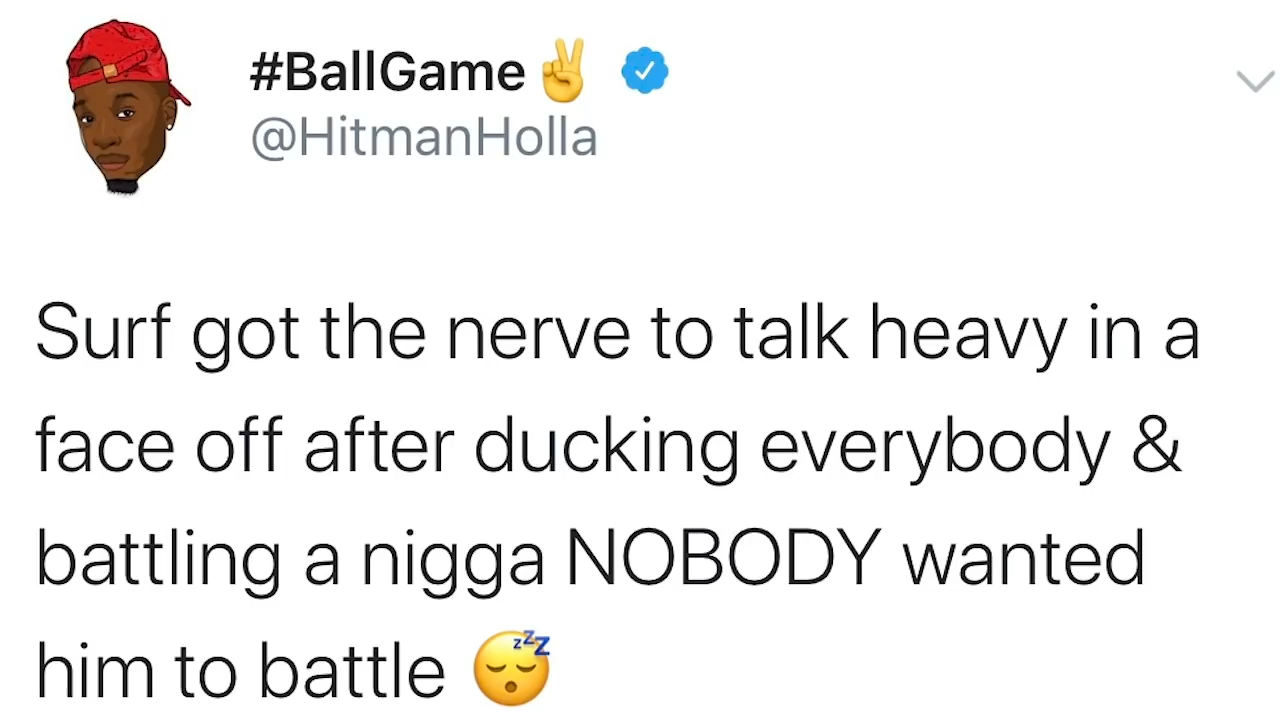 #BallGame✌️
@HitmanHolla
Surf got the nerve to talk heavy in a
face off after ducking everybody &
battling a nigga NOBODY wanted
him to battle 😴